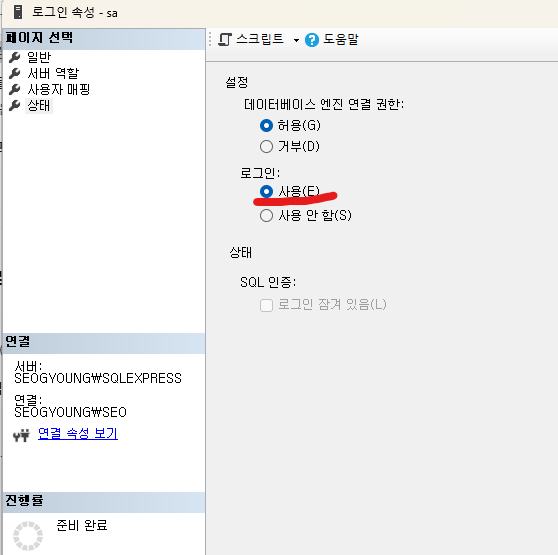 로그인 속성 - sa
페이지 선택
일반
서버 역할
사용자 매핑
상태
스크립트
도움말
설정
데이터베이스 엔진 연결 권한:
허용(G)
거부(D)
로그인:
사용(E)
사용 안 함(S)
상태
SQL 인증:
로그인 잠겨 있음(L)
연결
서버:
SEOGYOUNG₩SQLEXPRESS
연결:
SEOGYOUNG₩SEO
연결 속성 보기
진행률
준비 완료